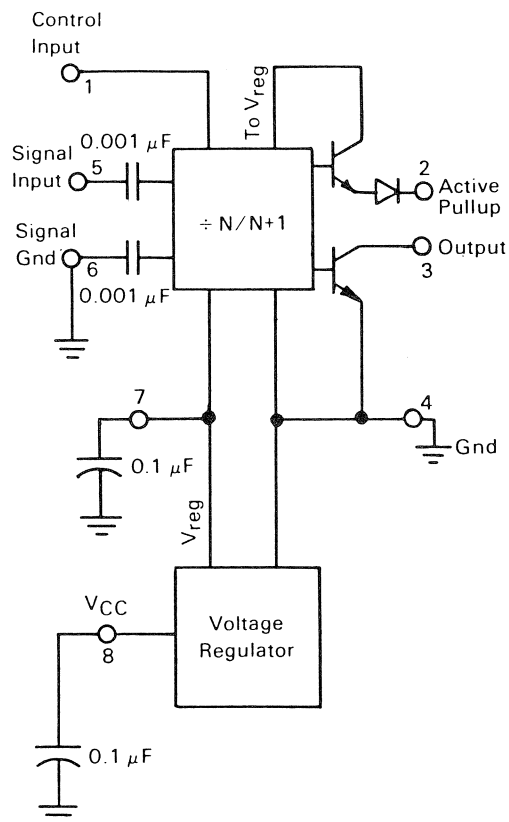 Control
Input
1
To Vreg
0.001 μF
Signal
Input
5
2
Active
Pullup
÷ N/N+1
Signal
Gnd
6
0.001 μF
Output
3
7
4
Gnd
0.1 μF
Vreg
VCC
8
Voltage
Regulator
0.1 μF